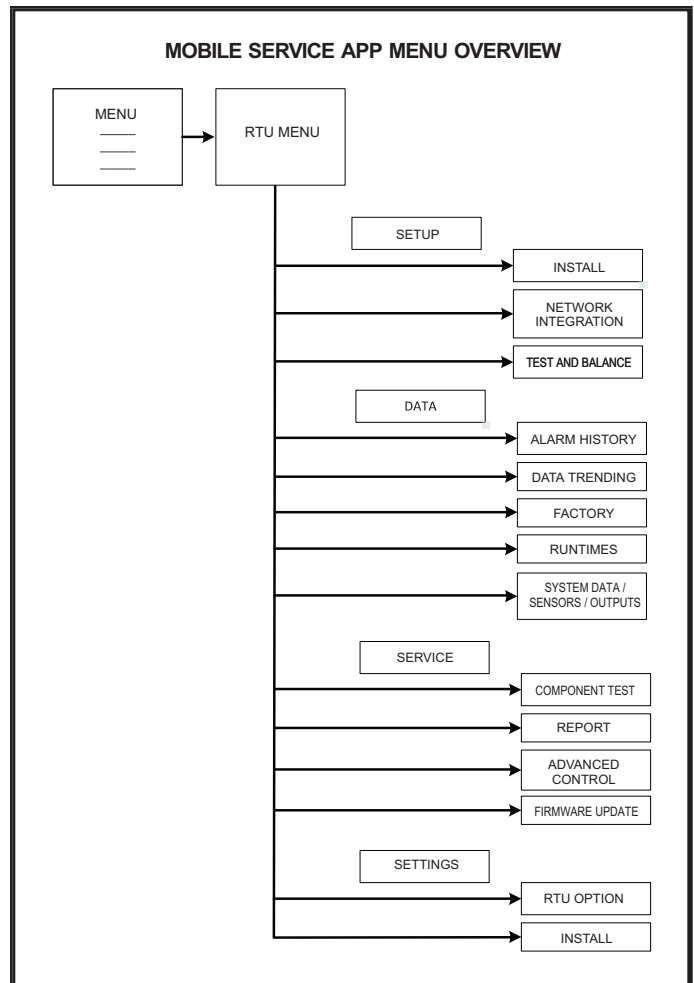 MOBILE SERVICE APP MENU OVERVIEW
MENU
RTU MENU
SETUP
INSTALL
NETWORK
INTEGRATION
TEST AND BALANCE
DATA
ALARM HISTORY
DATA TRENDING
FACTORY
RUNTIMES
SYSTEM DATA /
SENSORS / OUTPUTS
SERVICE
COMPONENT TEST
REPORT
ADVANCED
CONTROL
FIRMWARE UPDATE
SETTINGS
RTU OPTION
INSTALL